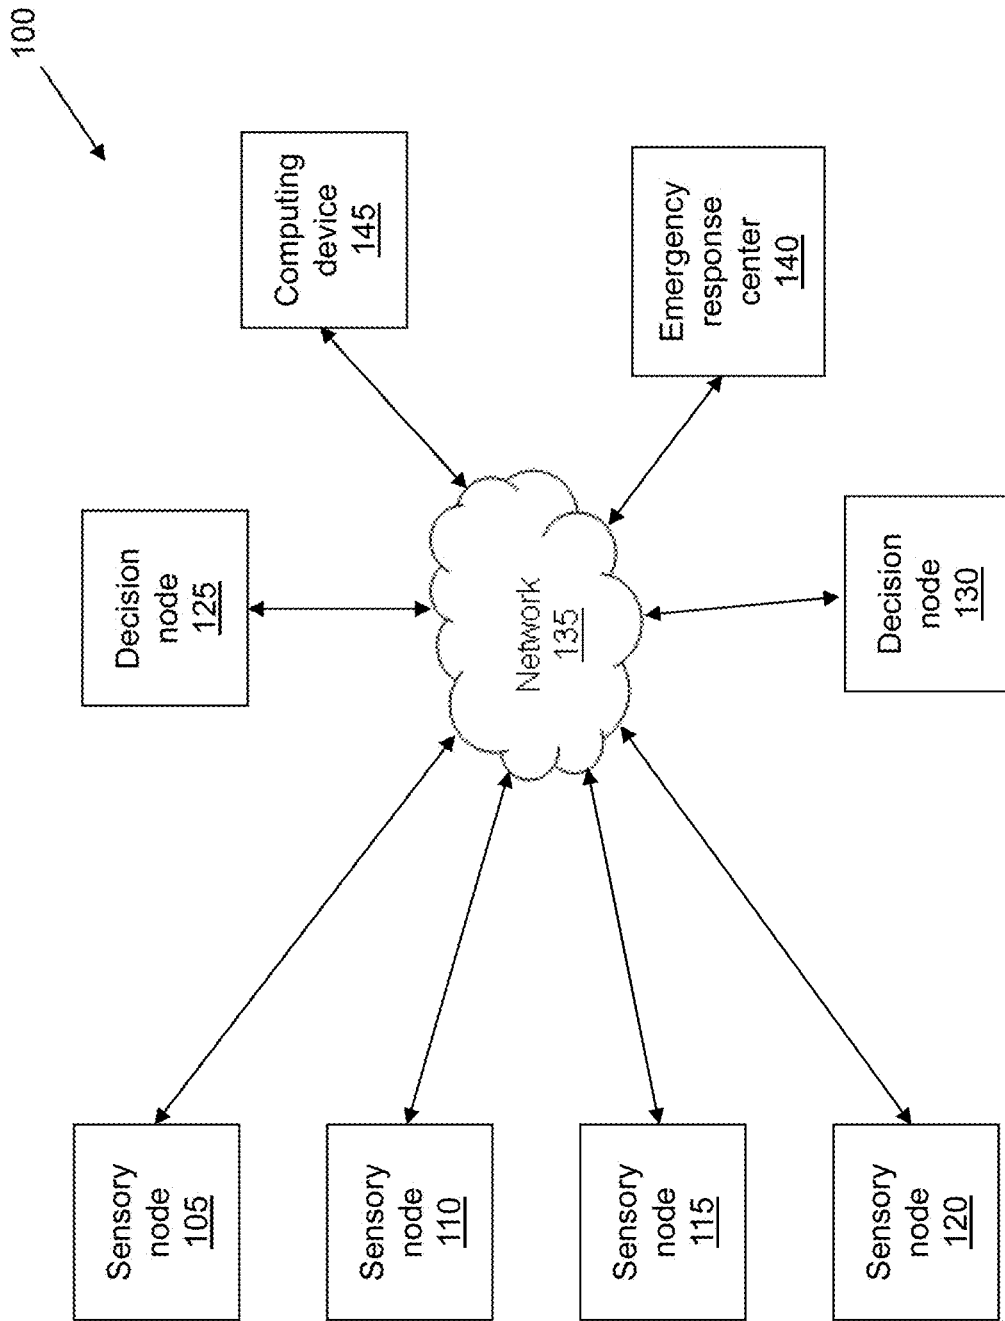 100
Computing
device
145
Emergency
response
center
140
Decision
node
125
Network
135
Decision
node
130
Sensory
node
105
Sensory
node
110
Sensory
node
115
Sensory
node
120